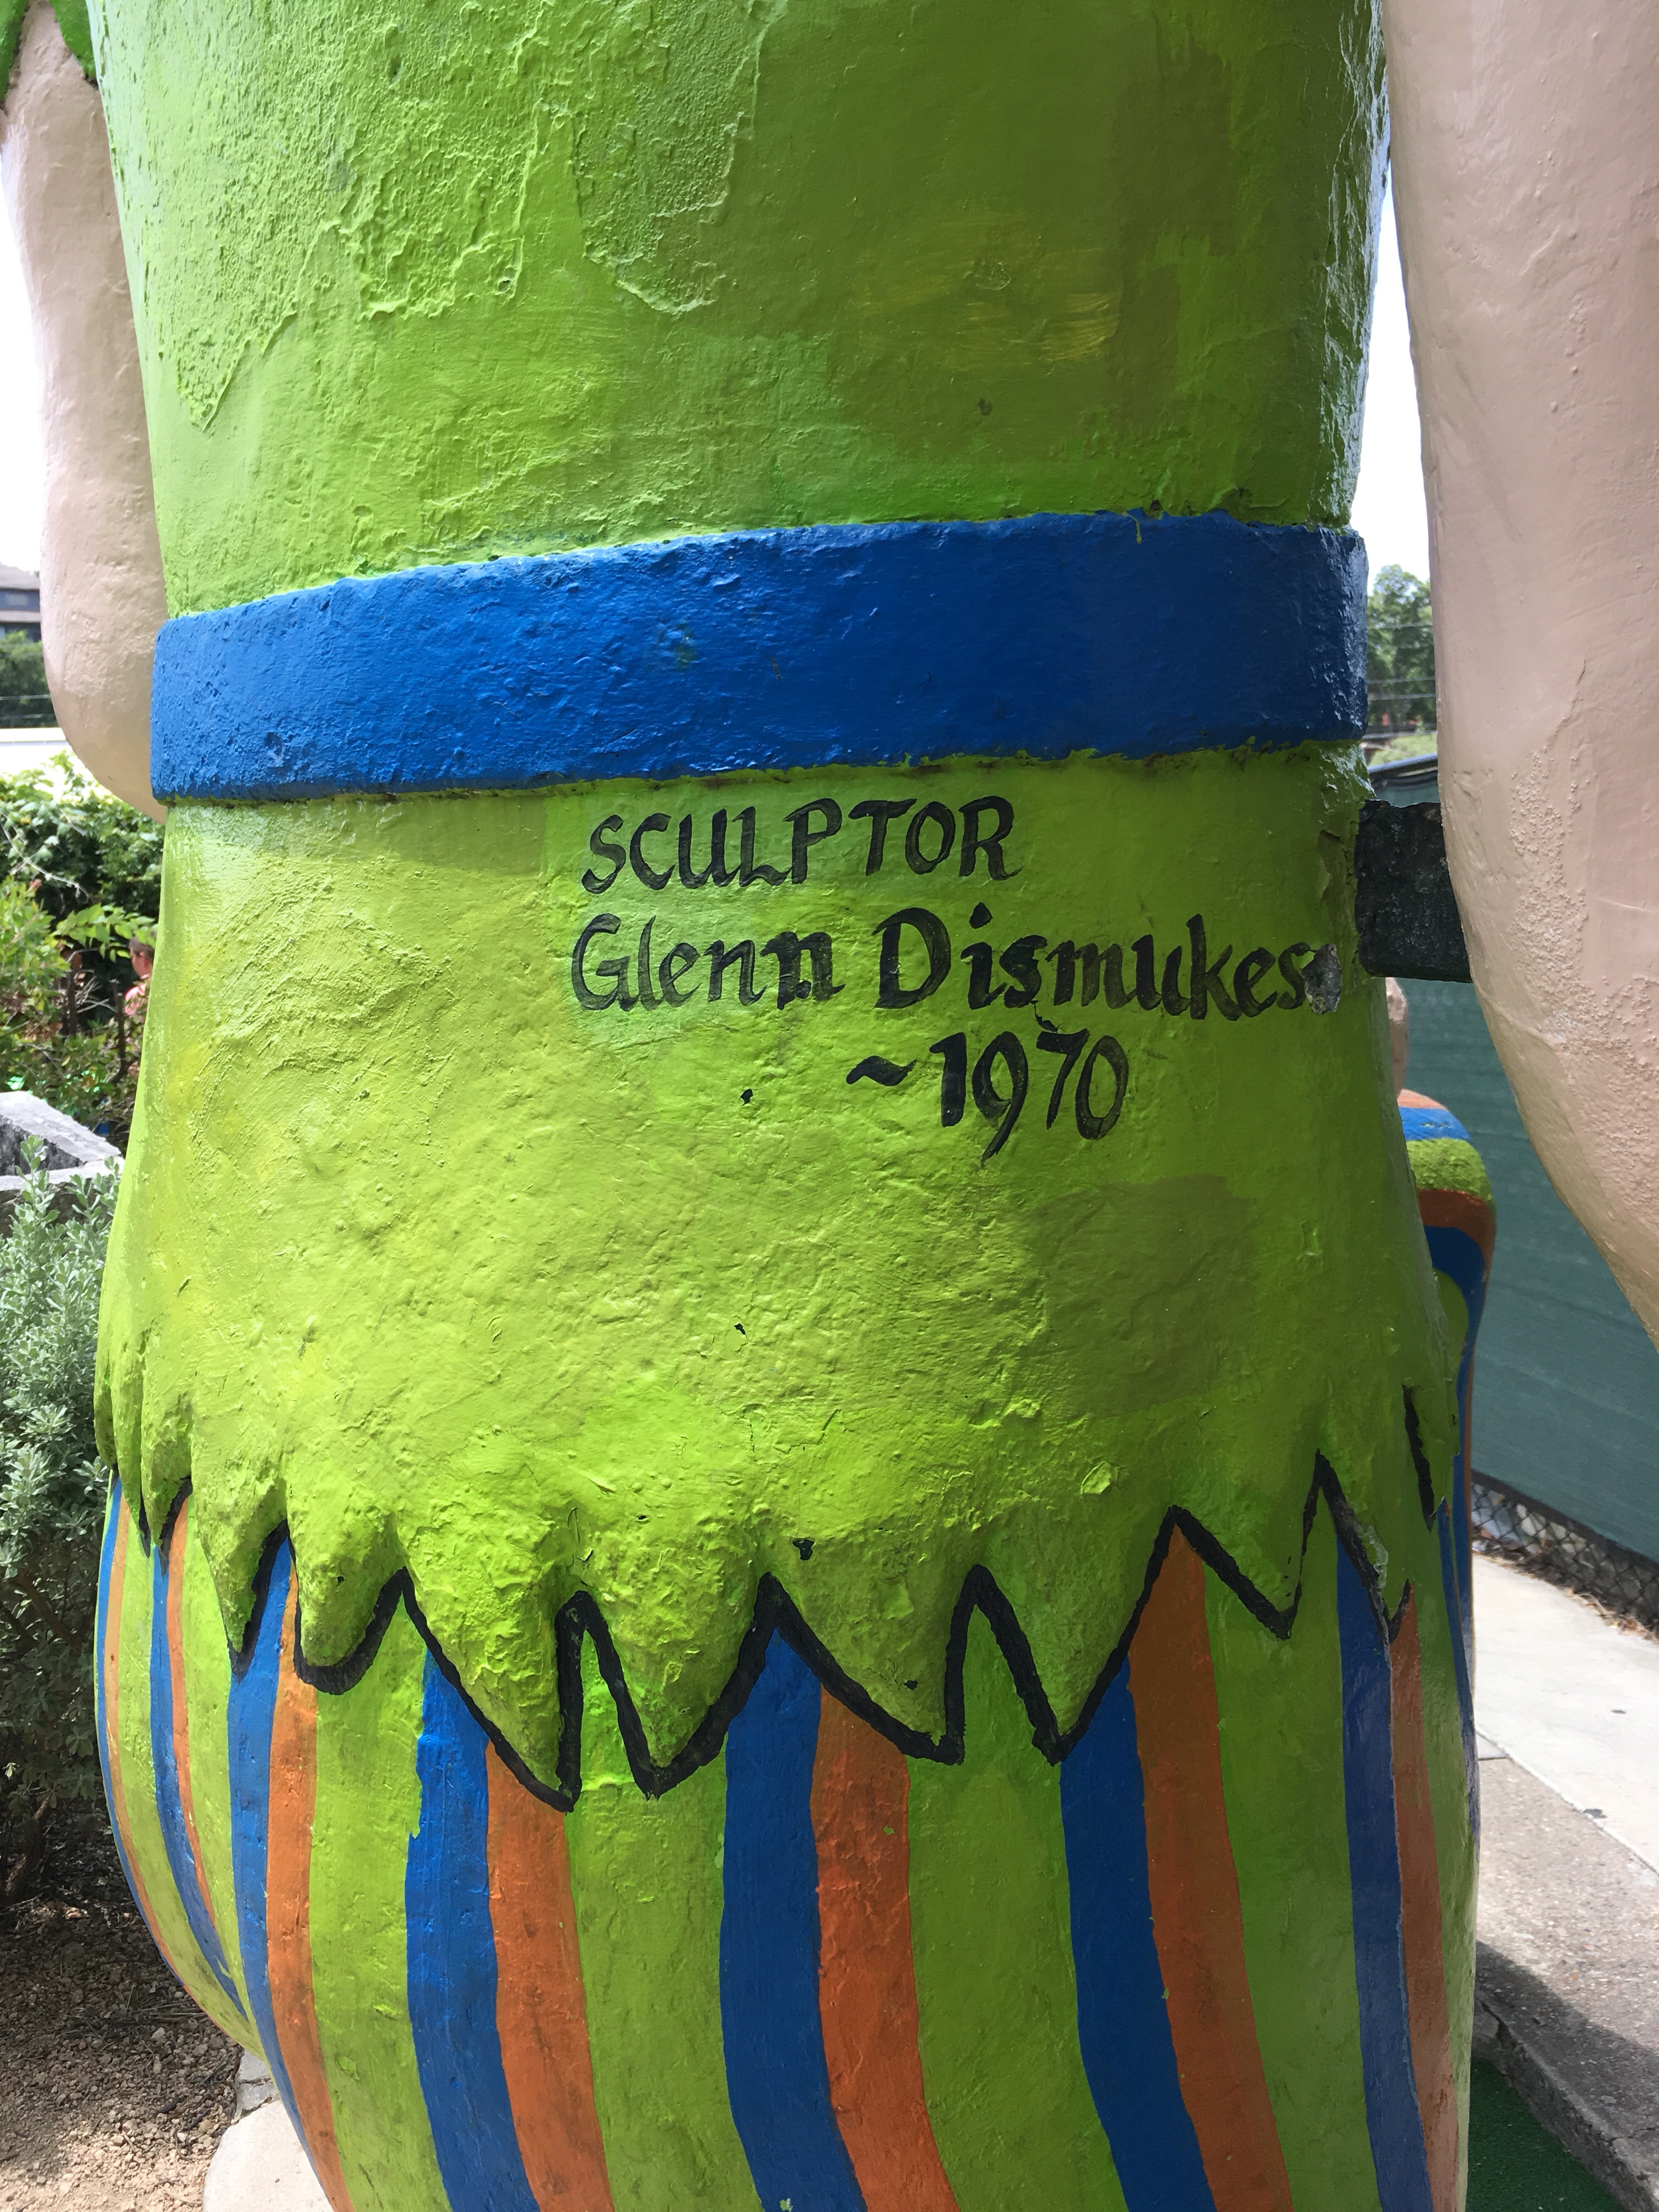 SCULPTOR
Glenn Dismukes
~1970